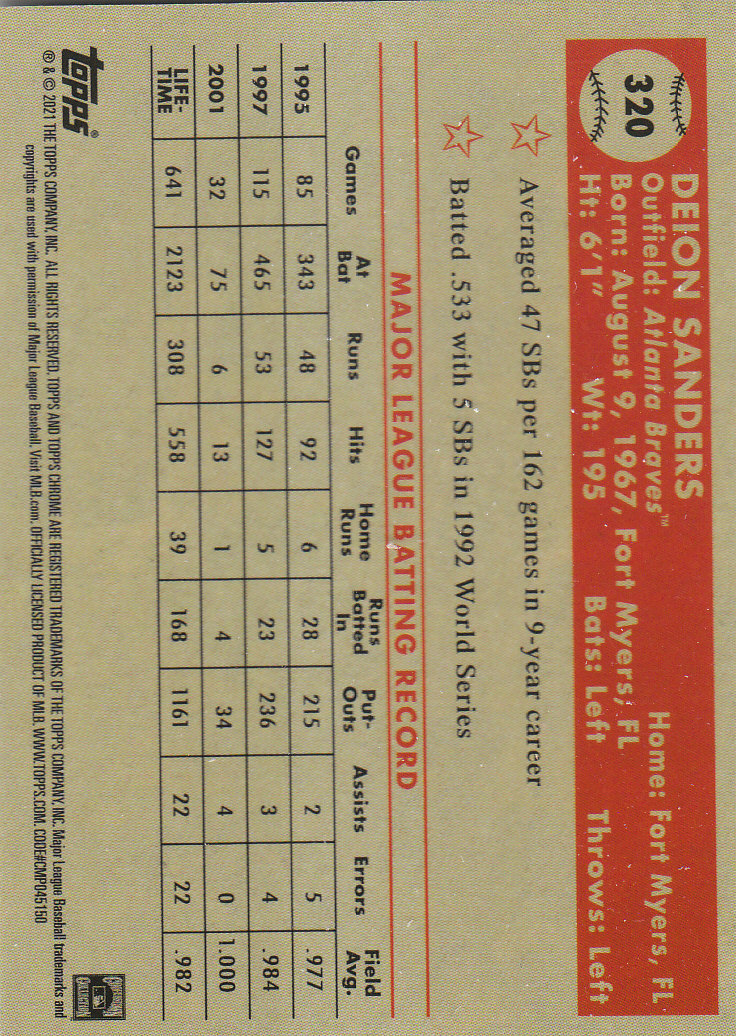 320
DEION SANDERS
Outfield: Atlanta Braves™ Home: Fort Myers, FL
Born: August 9, 1967, Fort Myers, FL
Ht: 6'1" Wt: 195 Bats: Left Throws: Left
Averaged 47 SBs per 162 games in 9-year career
Batted .533 with 5 SBs in 1992 World Series
MAJOR LEAGUE BATTING RECORD
Games At Bat Runs Hits Home Runs Runs Batted In Put-Outs Assists Errors Field Avg.
1995 85 343 48 92 6 28 215 2 5 .977
1997 115 465 53 127 5 23 236 3 4 .984
2001 32 75 6 13 1 4 34 4 0 1.000
LIFE-TIME 641 2123 308 558 39 168 1161 22 22 .982
topps®
® & © 2021 THE TOPPS COMPANY, INC. ALL RIGHTS RESERVED. TOPPS AND TOPPS CHROME ARE REGISTERED TRADEMARKS OF THE TOPPS COMPANY, INC. Major League Baseball trademarks and
copyrights are used with permission of Major League Baseball. Visit MLB.com. OFFICIALLY LICENSED PRODUCT OF MLB. WWW.TOPPS.COM. CODE#CMP045150
COOPERSTOWN
COLLECTION